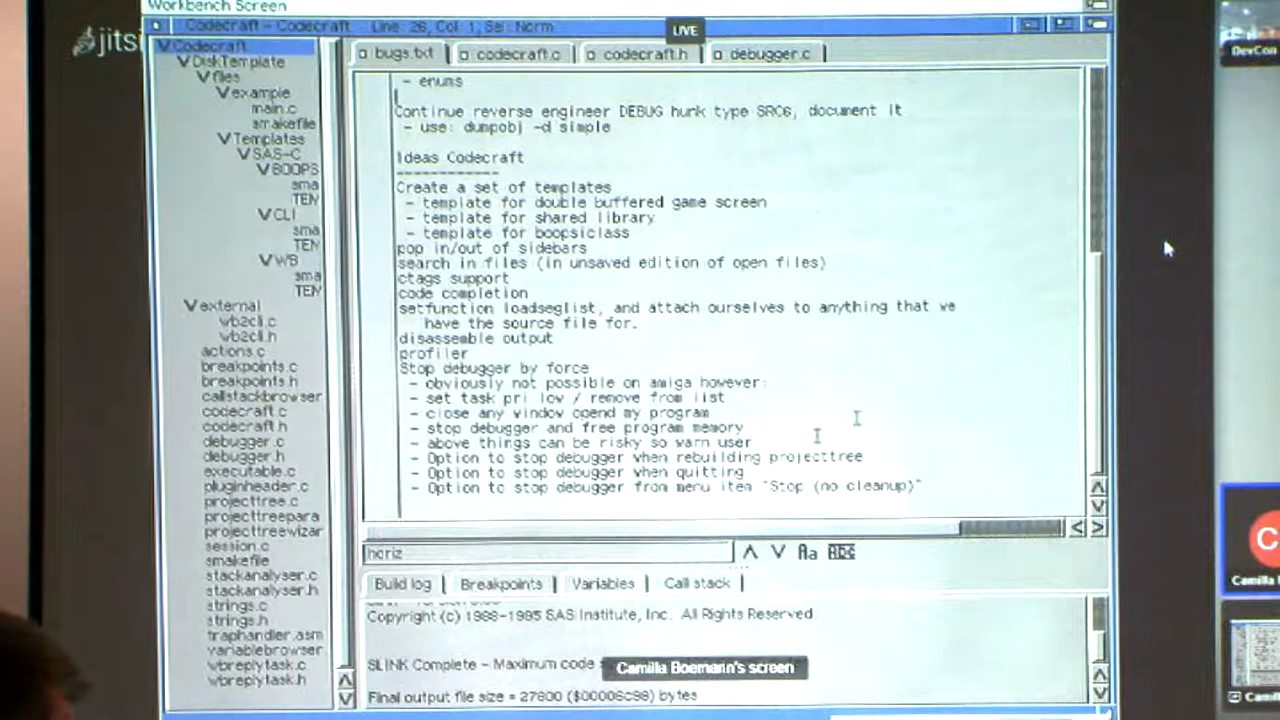 Workbench Screen
Codecraft - Codecraft Line: 26, Col 1, Sel: Norm
LIVE
jitsi
DevCon
bugs.txt
codecraft.c
codecraft.h
debugger.c
Codecraft
DiskTemplate
files
example
main.c
smakefile
Templates
SAS-C
BOOPS
sma
TEM
CLI
sma
TEM
WB
sma
TEM
external
wb2cli.c
wb2cli.h
actions.c
breakpoints.c
breakpoints.h
callstackbrowser
codecraft.c
codecraft.h
debugger.c
debugger.h
executable.c
pluginheader.c
projecttree.c
projecttreepara
projecttreewizar
session.c
smakefile
stackanalyser.c
stackanalyser.h
strings.c
strings.h
traphandler.asm
variablebrowser
wbreplytask.c
wbreplytask.h
- enums
Continue reverse engineer DEBUG hunk type SRC6, document it
- use: dumpobj -d simple
Ideas Codecraft
---------------
Create a set of templates
- template for double buffered game screen
- template for shared library
- template for boopsiclass
pop in/out of sidebars
search in files (in unsaved edition of open files)
ctags support
code completion
setfunction loadseglist, and attach ourselves to anything that we
have the source file for.
disassemble output
profiler
Stop debugger by force
- obviously not possible on amiga however:
- set task pri low / remove from list
- close any window opend my program
- stop debugger and free program memory
- above things can be risky so warn user
- Option to stop debugger when rebuilding projecttree
- Option to stop debugger when quitting
- Option to stop debugger from menu item "Stop (no cleanup)"
horiz
Aa
Abc
Build log
Breakpoints
Variables
Call stack
Copyright (c) 1988-1995 SAS Institute, Inc. All Rights Reserved
SLINK Complete - Maximum code
Camilla Boemann's screen
Final output file size = 27800 ($00006c98) bytes
C
Camilla
Camil